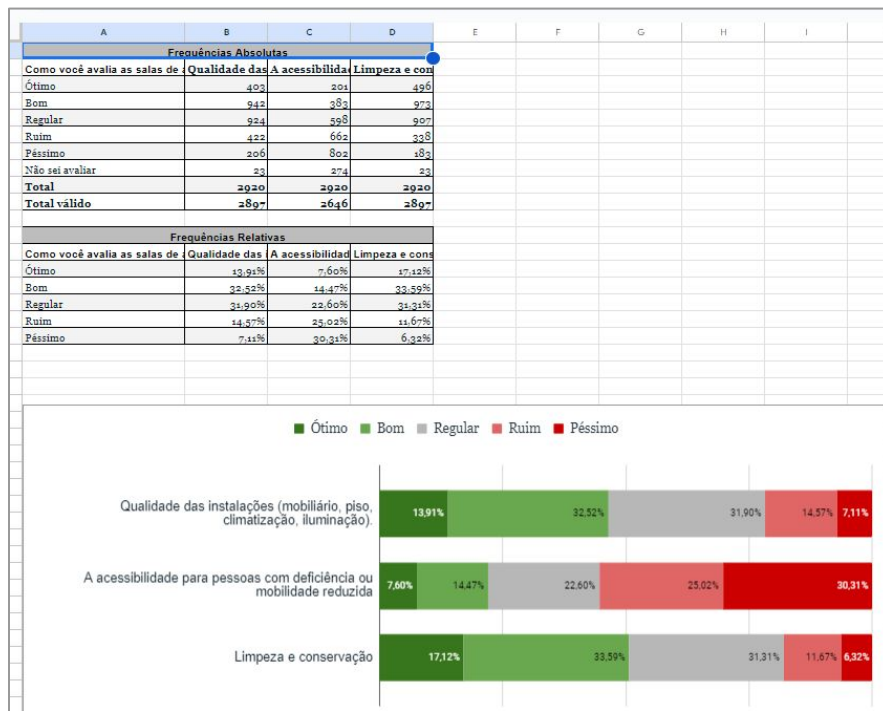 A B C D E F G H I
Frequências Absolutas
Como você avalia as salas de a Qualidade das A acessibilidad Limpeza e con
Ótimo 403 201 496
Bom 942 383 973
Regular 924 598 907
Ruim 422 662 338
Péssimo 206 802 183
Não sei avaliar 23 274 23
Total 2920 2920 2920
Total válido 2897 2646 2897
Frequências Relativas
Como você avalia as salas de a Qualidade das i A acessibilidad Limpeza e cons
Ótimo 13,91% 7,60% 17,12%
Bom 32,52% 14,47% 33,59%
Regular 31,90% 22,60% 31,31%
Ruim 14,57% 25,02% 11,67%
Péssimo 7,11% 30,31% 6,32%
Ótimo Bom Regular Ruim Péssimo
Qualidade das instalações (mobiliário, piso,
climatização, iluminação).
13,91% 32,52% 31,90% 14,57% 7,11%
A acessibilidade para pessoas com deficiência ou
mobilidade reduzida
7,60% 14,47% 22,60% 25,02% 30,31%
Limpeza e conservação
17,12% 33,59% 31,31% 11,67% 6,32%